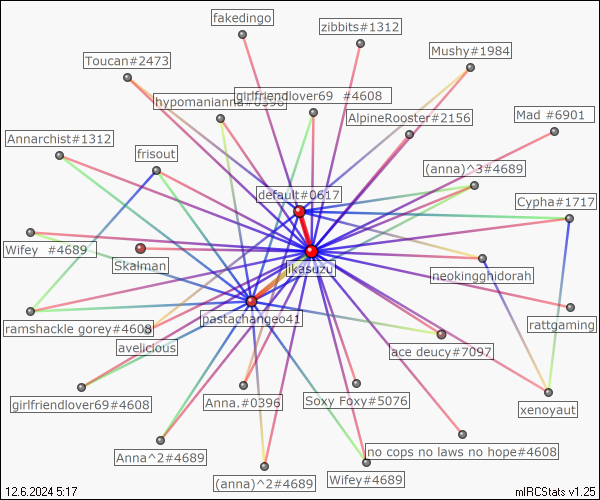 fakedingo
zibbits#1312
Mushy#1984
Toucan#2473
girlfriendlover69 #4608
hypomanianna#0396
AlpineRooster#2156
Mad #6901
Annarchist#1312
frisout
(anna)^3#4689
default#0617
Cypha#1717
Wifey #4689
Skalman
ikasuzu
neokingghidorah
ramshackle gorey#4608
pastachangeo41
rattgaming
avelicious
ace deucy#7097
girlfriendlover69#4608
Anna.#0396
Soxy Foxy#5076
xenoyaut
Anna^2#4689
no cops no laws no hope#4608
(anna)^2#4689
Wifey#4689
12.6.2024 5:17
mIRCStats v1.25